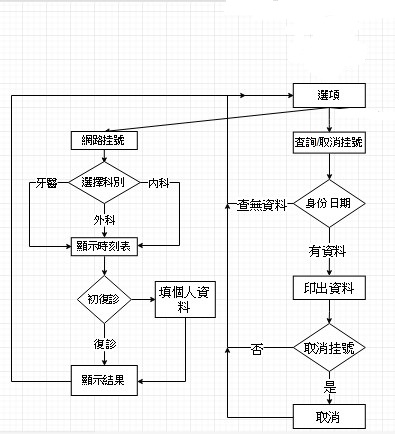 選項
網路挂號
查詢/取消挂號
牙醫
選擇科別
內科
身份日期
查無資料
外科
顯示時刻表
有資料
初復診
填個人資
料
印出資料
復診
否
取消挂號
顯示結果
是
取消